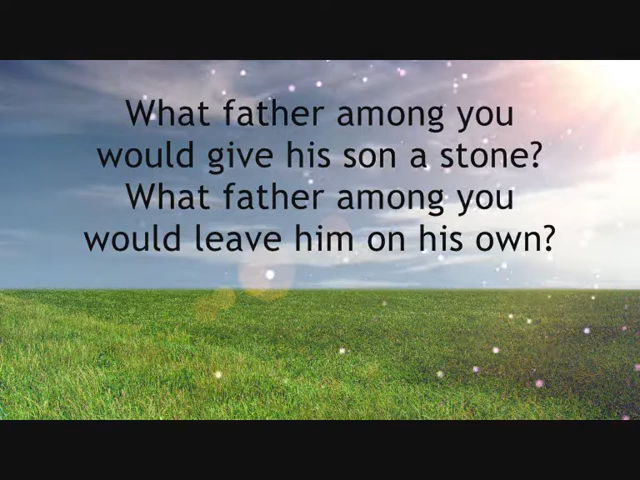 What father among you
would give his son a stone?
What father among you
would leave him on his own?